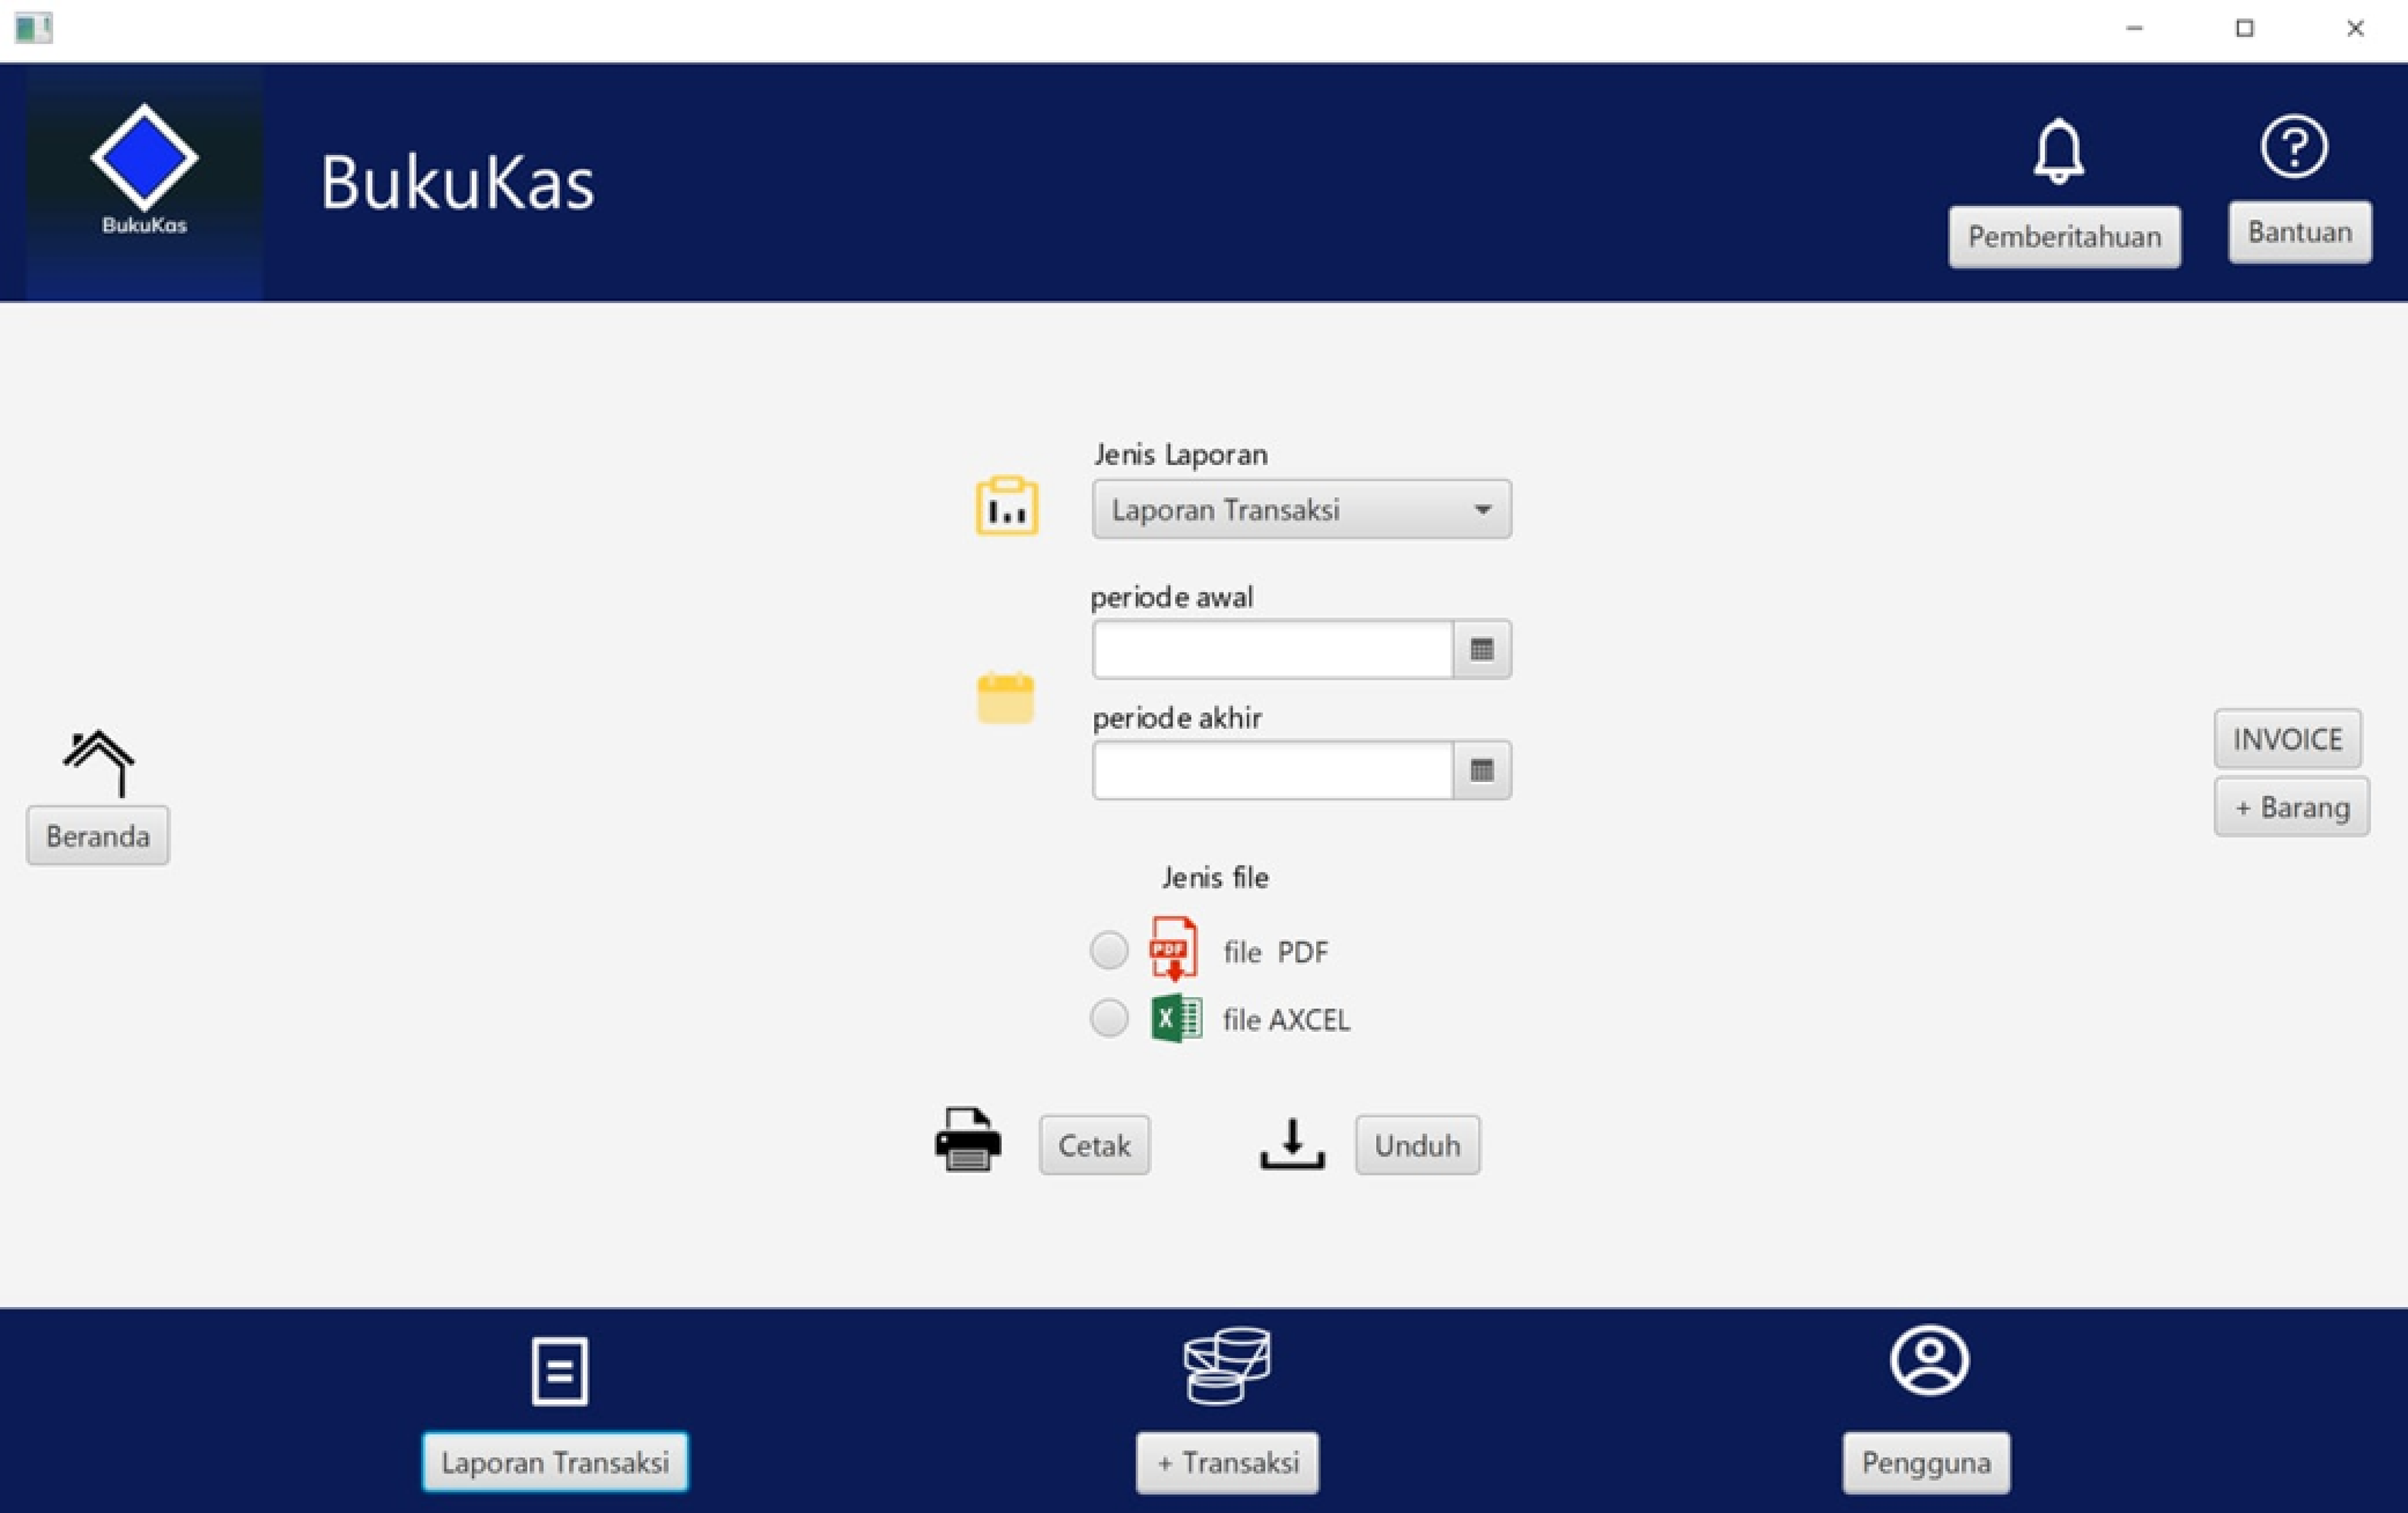 BukuKas
BukuKas
Pemberitahuan
Bantuan
Jenis Laporan
Laporan Transaksi
periode awal
periode akhir
Beranda
INVOICE
+ Barang
Jenis file
PDF
file  PDF
X
file AXCEL
Cetak
Unduh
Laporan Transaksi
+ Transaksi
Pengguna